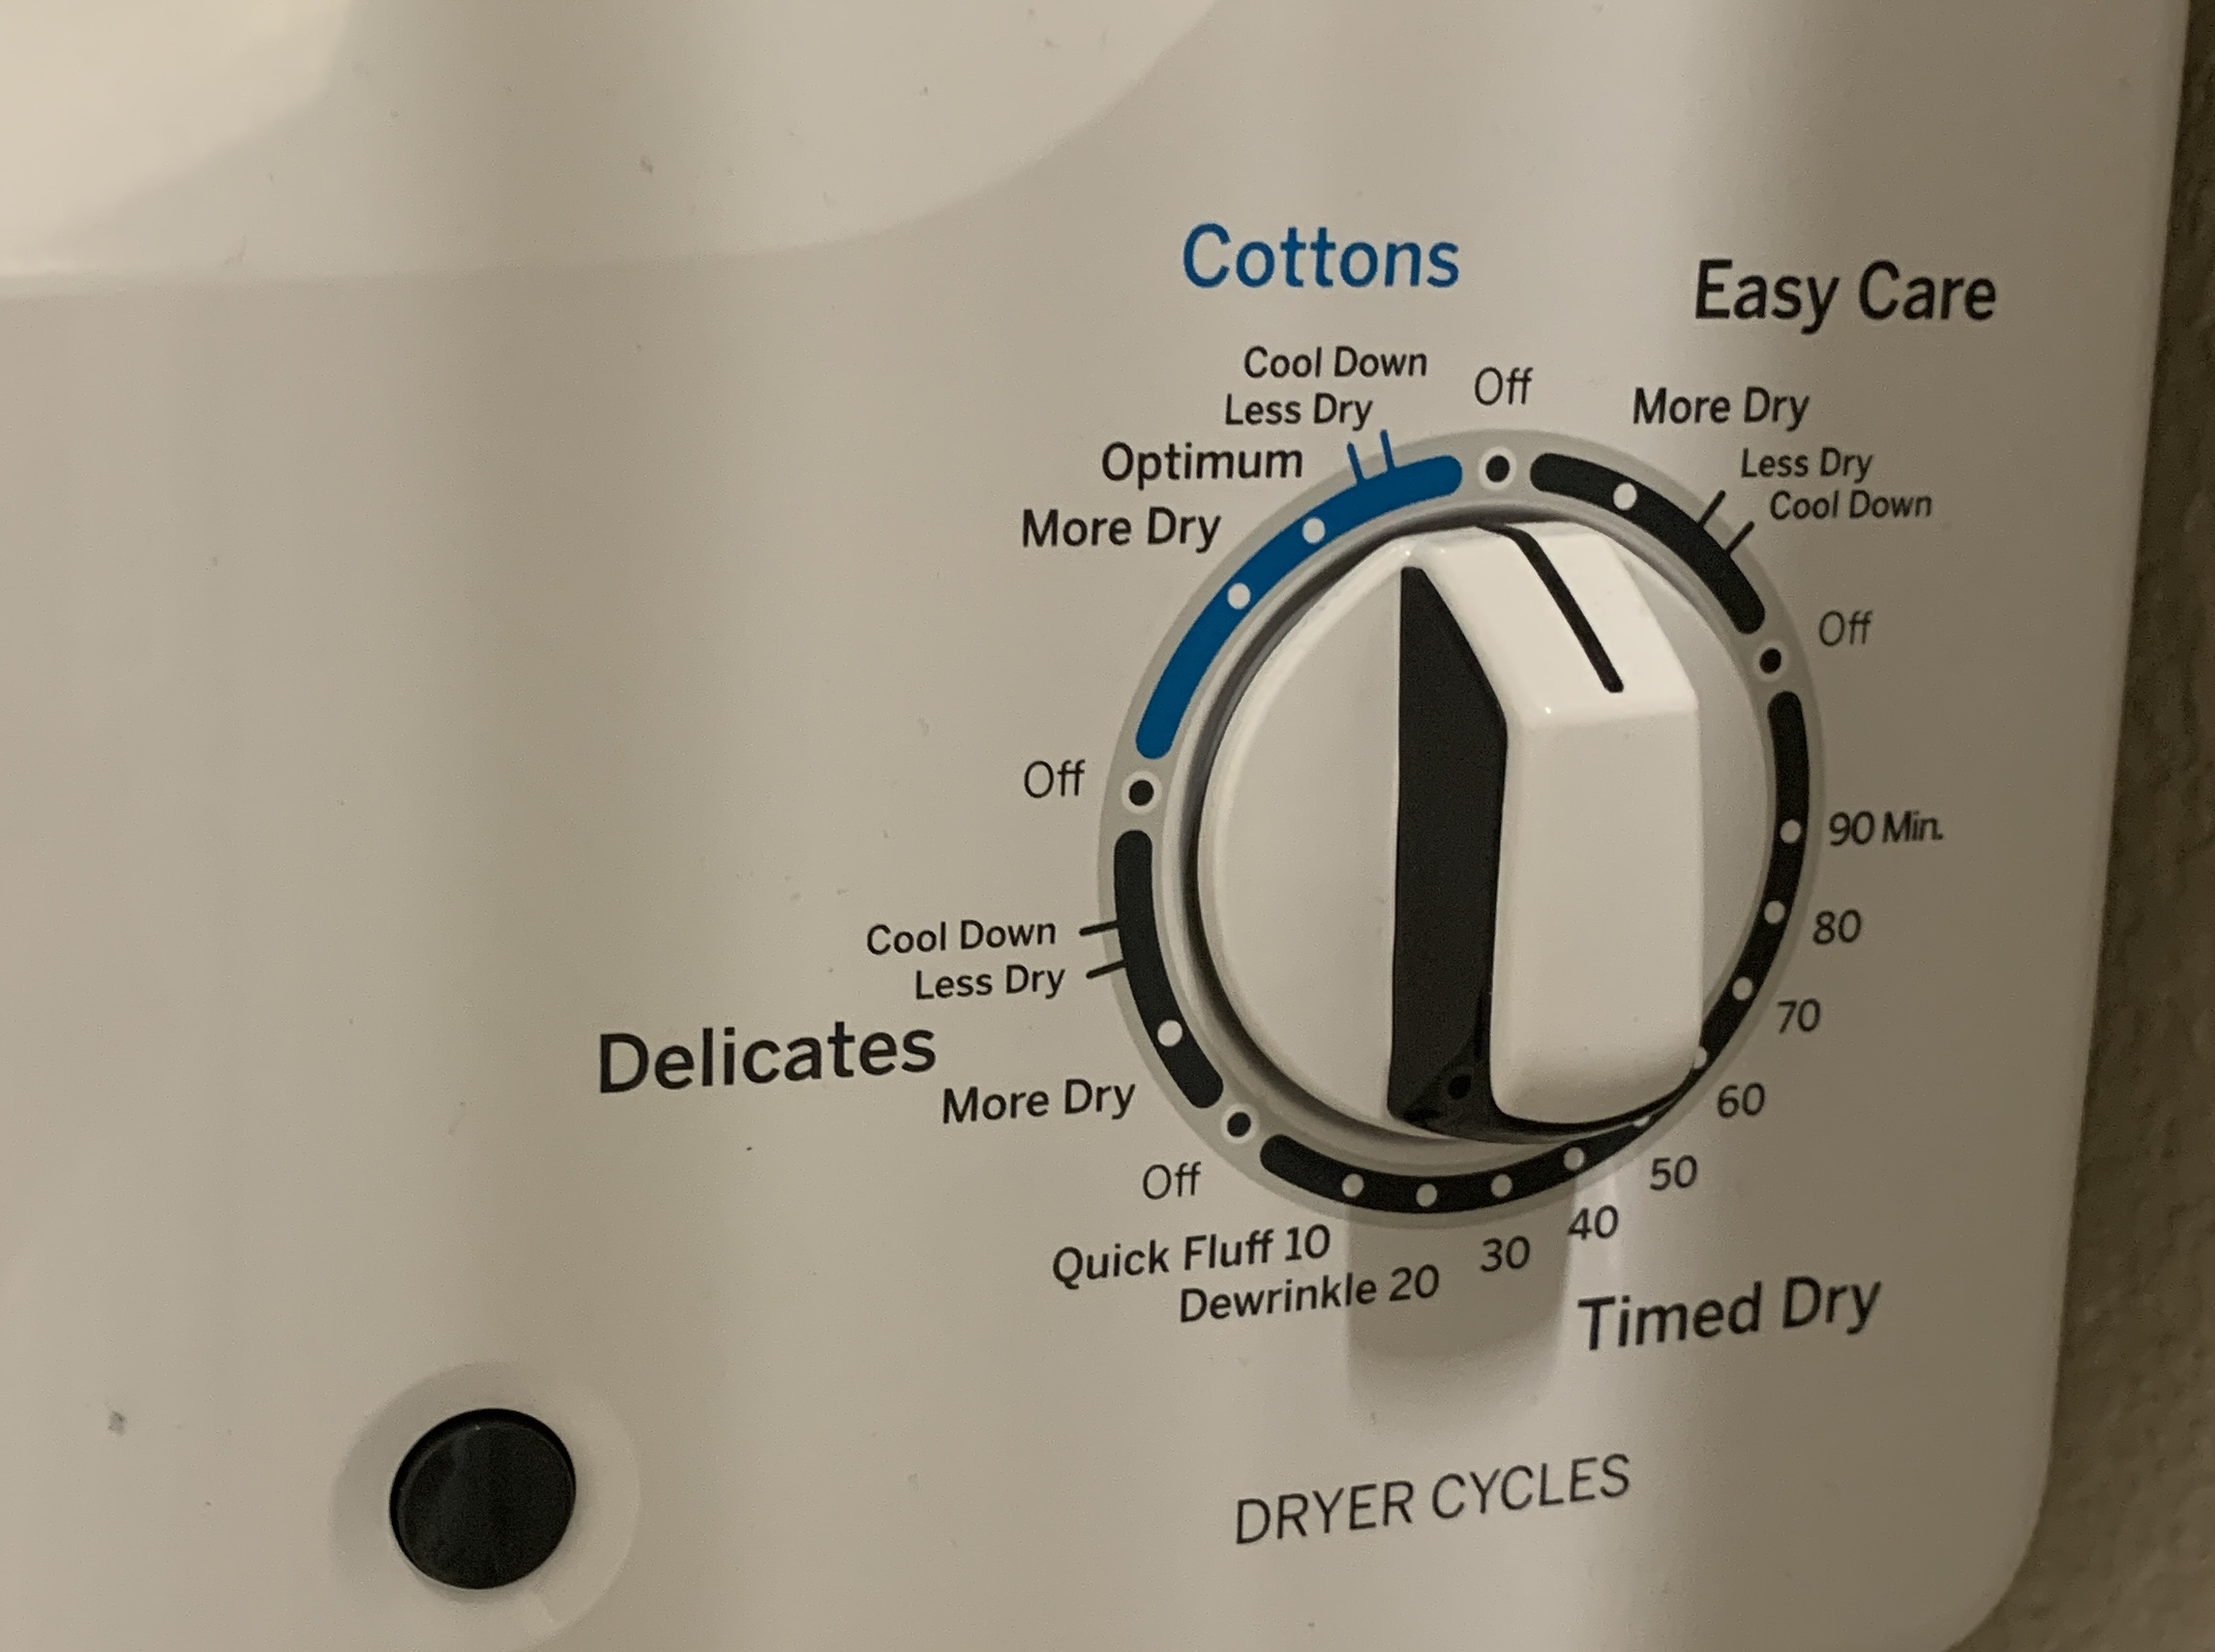 Cottons
Easy Care
Cool Down
Off
Less Dry
More Dry
Optimum
Less Dry
More Dry
Cool Down
Off
Off
90 Min.
Cool Down
80
Less Dry
70
Delicates
More Dry
60
Off
50
40
Quick Fluff 10
30
Dewrinkle 20
Timed Dry
DRYER CYCLES